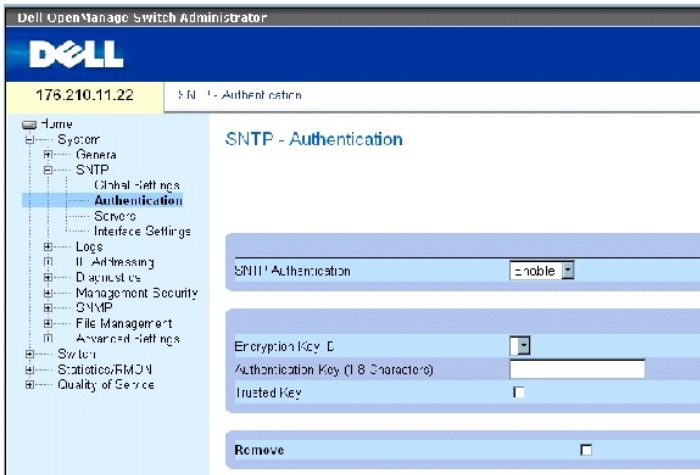 Dell OpenManage Switch Administrator
DELL
176.210.11.22
SNTP - Authentication
Home
System
General
SNTP
Global Settings
Authentication
Servers
Interface Settings
Logs
IP Addressing
Diagnostics
Management Security
SNMP
File Management
Advanced Settings
Switch
Statistics/RMON
Quality of Service
SNTP - Authentication
SNTP Authentication
Enable
Encryption Key ID
Authentication Key (1-8 Characters)
Trusted Key
Remove